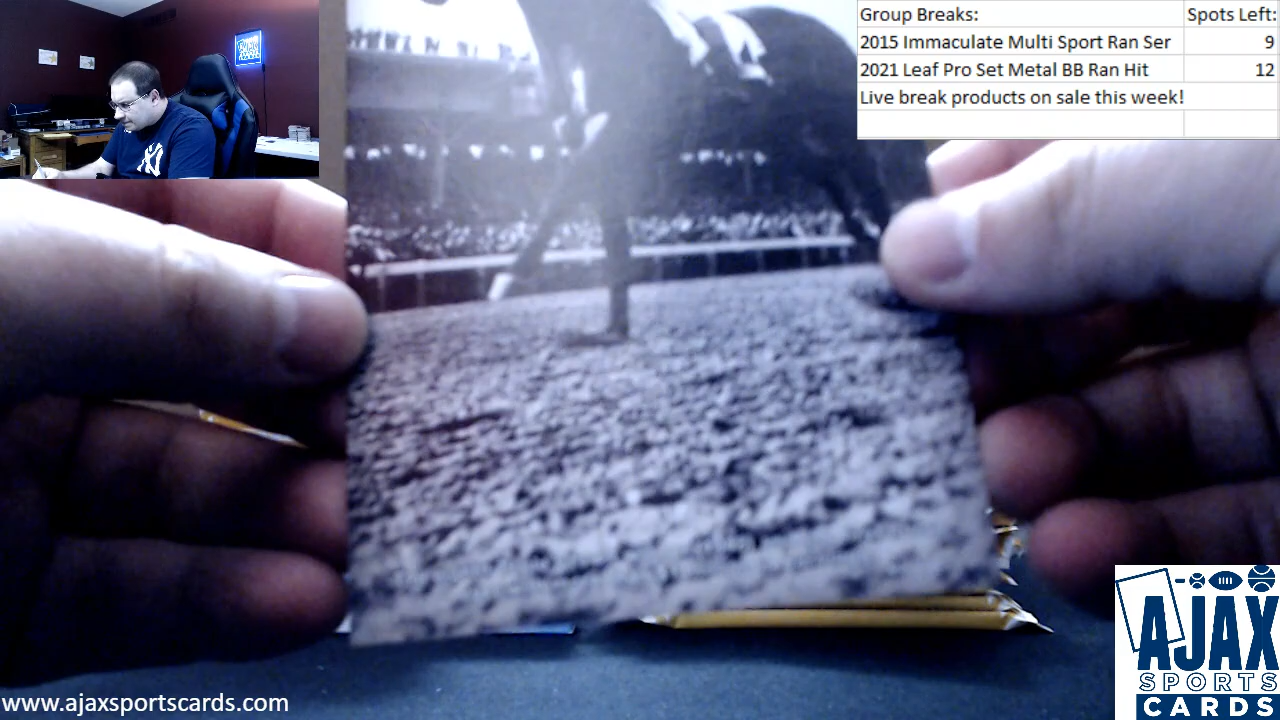 Group Breaks: Spots Left:
2015 Immaculate Multi Sport Ran Ser 9
2021 Leaf Pro Set Metal BB Ran Hit 12
Live break products on sale this week!
AJAX
SPORTS
CARDS
www.ajaxsportscards.com